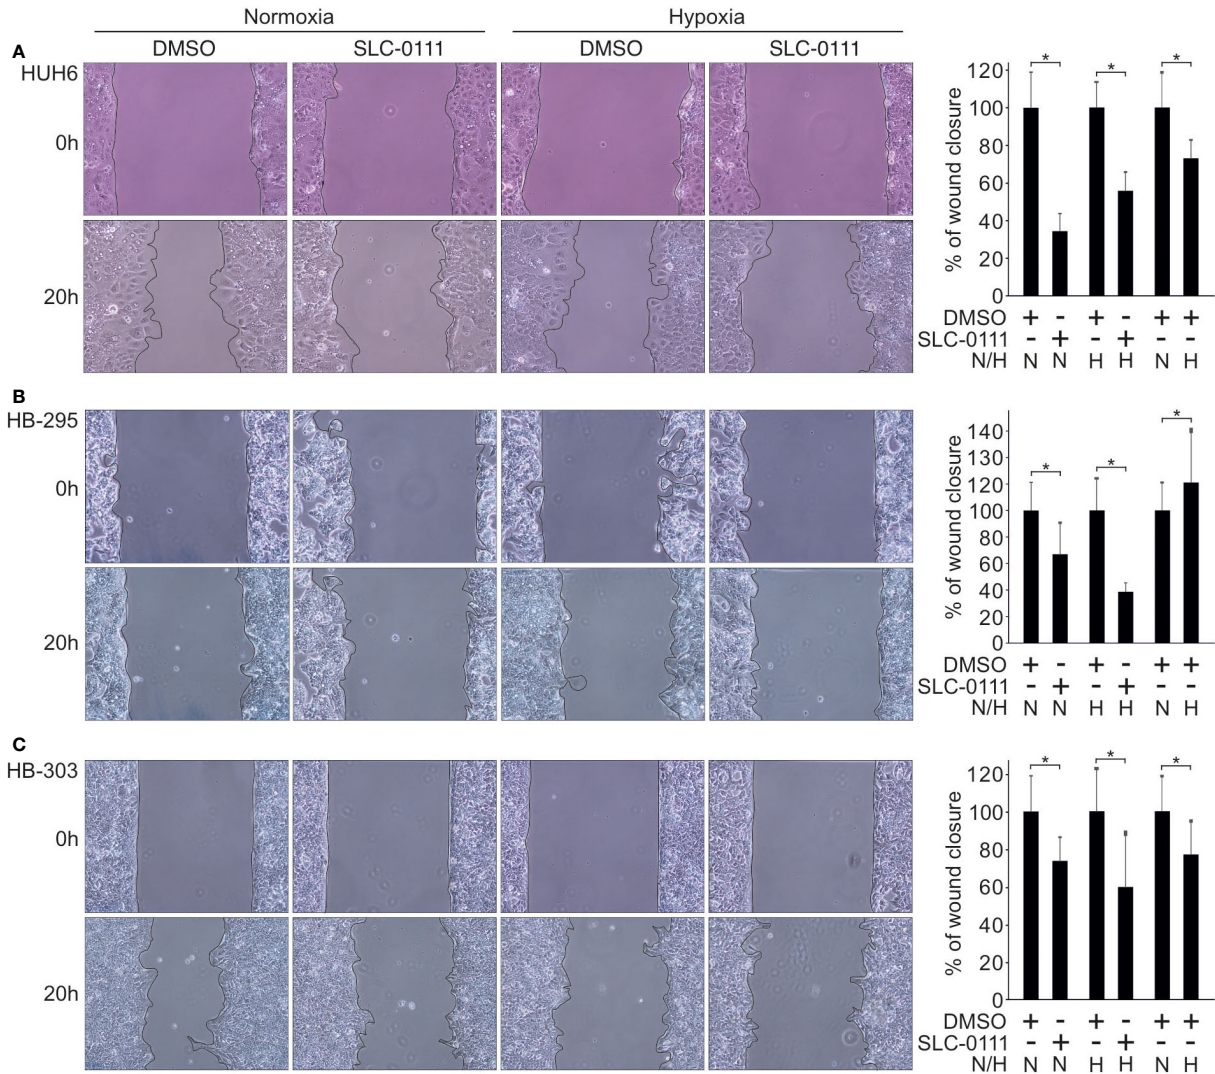 Normoxia Hypoxia
DMSO SLC-0111 DMSO SLC-0111
A
HUH6
0h
20h
% of wound closure
120
100
80
60
40
20
0
* * *
DMSO + - + - + +
SLC-0111 - + - + - -
N/H N N H H N H
B
HB-295
0h
20h
% of wound closure
140
130
120
100
80
60
40
20
0
* * *
DMSO + - + - + +
SLC-0111 - + - + - -
N/H N N H H N H
C
HB-303
0h
20h
% of wound closure
120
100
80
60
40
20
0
* * *
DMSO + - + - + +
SLC-0111 - + - + - -
N/H N N H H N H